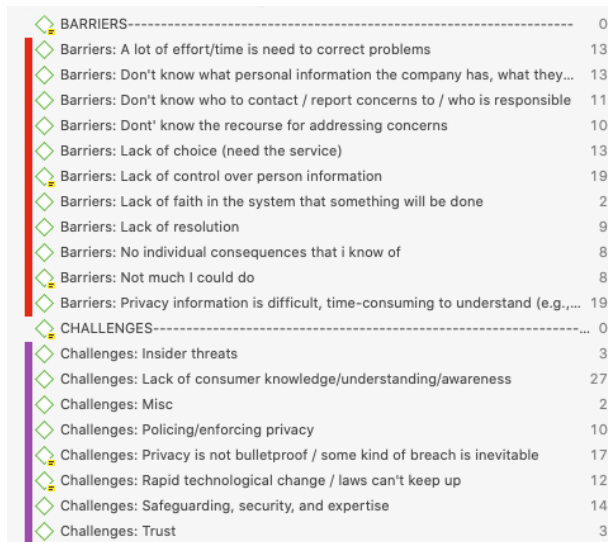 BARRIERS---------------------------------------------------------------- 0
Barriers: A lot of effort/time is need to correct problems 13
Barriers: Don't know what personal information the company has, what they... 13
Barriers: Don't know who to contact / report concerns to / who is responsible 11
Barriers: Dont' know the recourse for addressing concerns 10
Barriers: Lack of choice (need the service) 13
Barriers: Lack of control over person information 19
Barriers: Lack of faith in the system that something will be done 2
Barriers: Lack of resolution 9
Barriers: No individual consequences that i know of 8
Barriers: Not much I could do 8
Barriers: Privacy information is difficult, time-consuming to understand (e.g.,... 19
CHALLENGES--------------------------------------------------------------... 0
Challenges: Insider threats 3
Challenges: Lack of consumer knowledge/understanding/awareness 27
Challenges: Misc 2
Challenges: Policing/enforcing privacy 10
Challenges: Privacy is not bulletproof / some kind of breach is inevitable 17
Challenges: Rapid technological change / laws can't keep up 12
Challenges: Safeguarding, security, and expertise 14
Challenges: Trust 3